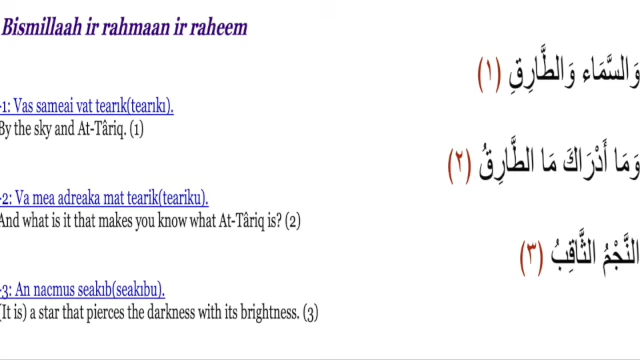 Bismillaah ir rahmaan ir raheem
-1: Vas sameai vat tearık(tearıkı).
By the sky and At-Târiq. (1)
وَالسَّمَاء وَالطَّارِقِ (١)
-2: Va mea adreaka mat tearik(teariku).
And what is it that makes you know what At-Târiq is? (2)
وَمَا أَدْرَاكَ مَا الطَّارِقُ (٢)
-3: An nacmus seakıb(seakıbu).
(It is) a star that pierces the darkness with its brightness. (3)
النَّجْمُ الثَّاقِبُ (٣)